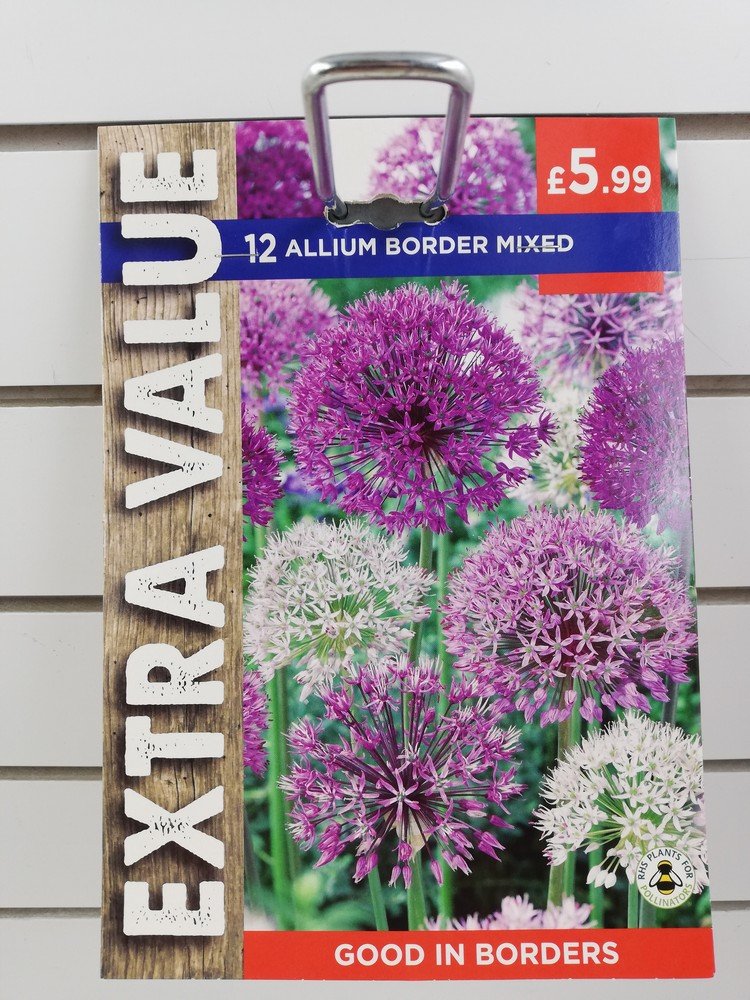 £5.99
12 ALLIUM BORDER MIXED
EXTRA VALUE
RHS PLANTS FOR
POLLINATORS
GOOD IN BORDERS